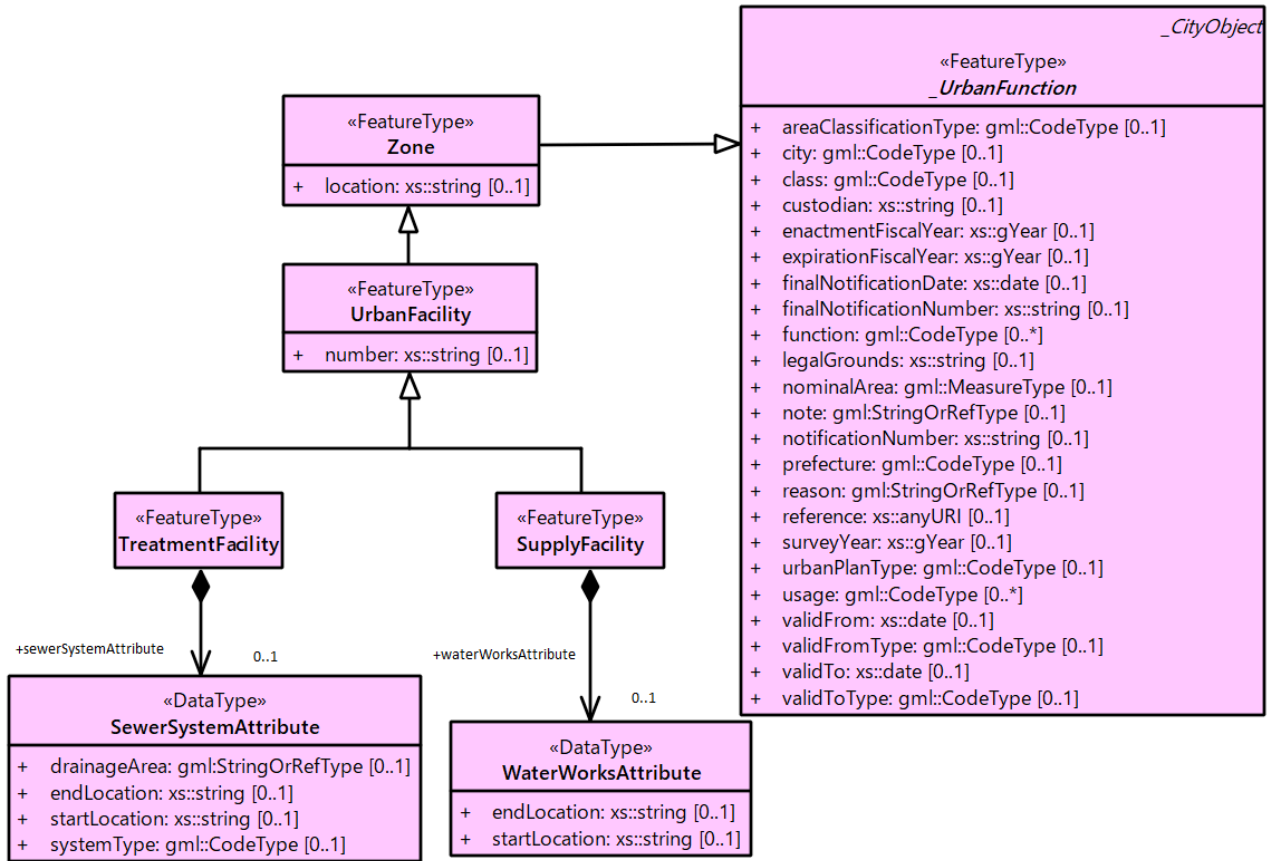 _CityObject
«FeatureType»
_UrbanFunction
+ areaClassificationType: gml::CodeType [0..1]
+ city: gml::CodeType [0..1]
+ class: gml::CodeType [0..1]
+ custodian: xs::string [0..1]
+ enactmentFiscalYear: xs::gYear [0..1]
+ expirationFiscalYear: xs::gYear [0..1]
+ finalNotificationDate: xs::date [0..1]
+ finalNotificationNumber: xs::string [0..1]
+ function: gml::CodeType [0..*]
+ legalGrounds: xs::string [0..1]
+ nominalArea: gml::MeasureType [0..1]
+ note: gml:StringOrRefType [0..1]
+ notificationNumber: xs::string [0..1]
+ prefecture: gml::CodeType [0..1]
+ reason: gml:StringOrRefType [0..1]
+ reference: xs::anyURI [0..1]
+ surveyYear: xs::gYear [0..1]
+ urbanPlanType: gml::CodeType [0..1]
+ usage: gml::CodeType [0..*]
+ validFrom: xs::date [0..1]
+ validFromType: gml::CodeType [0..1]
+ validTo: xs::date [0..1]
+ validToType: gml::CodeType [0..1]
«FeatureType»
Zone
+ location: xs::string [0..1]
«FeatureType»
UrbanFacility
+ number: xs::string [0..1]
«FeatureType»
TreatmentFacility
«FeatureType»
SupplyFacility
+sewerSystemAttribute
0..1
+waterWorksAttribute
0..1
«DataType»
SewerSystemAttribute
+ drainageArea: gml:StringOrRefType [0..1]
+ endLocation: xs::string [0..1]
+ startLocation: xs::string [0..1]
+ systemType: gml::CodeType [0..1]
«DataType»
WaterWorksAttribute
+ endLocation: xs::string [0..1]
+ startLocation: xs::string [0..1]